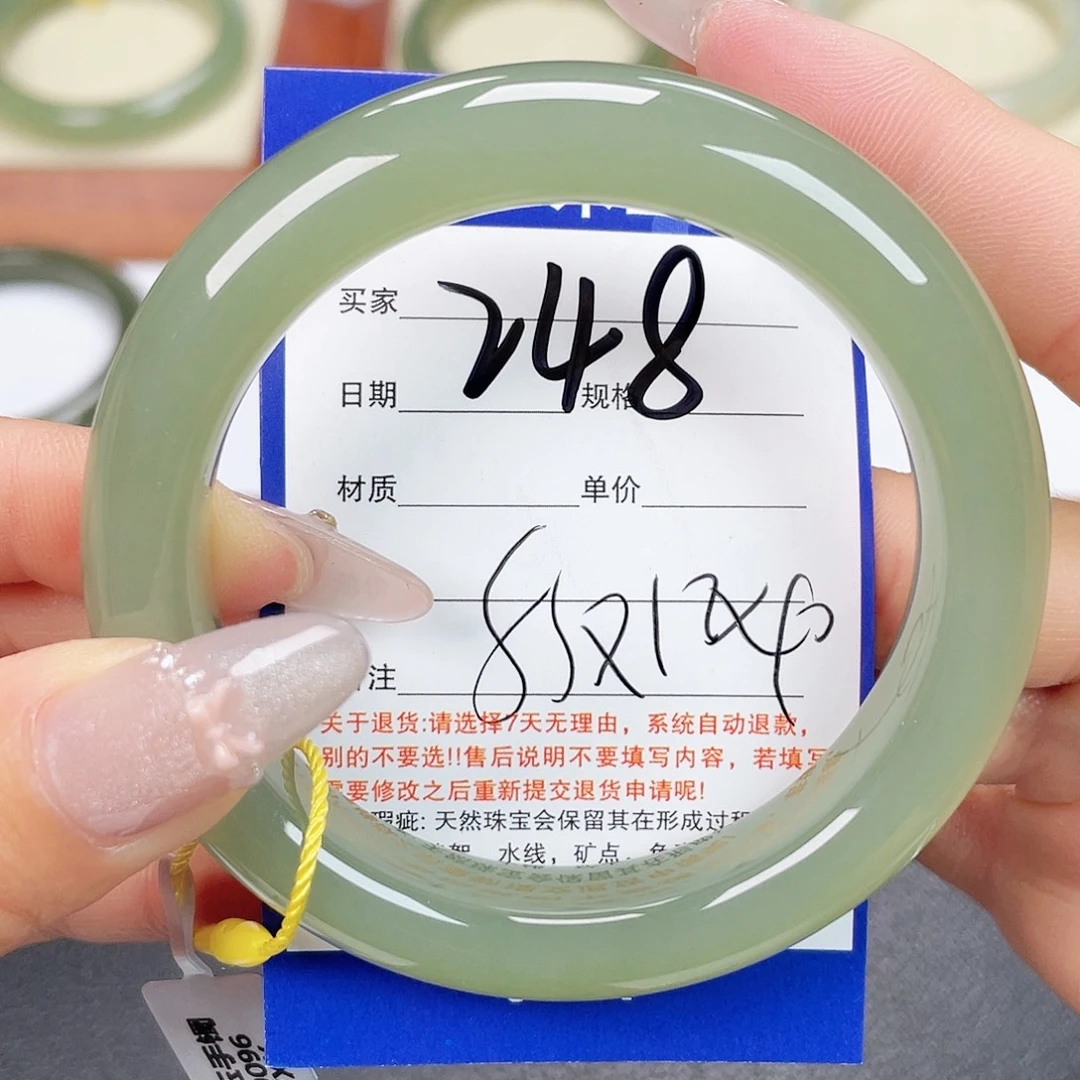 买家
248
日期 规格
材质 单价
注
关于退货:请选择7天无理由，系统自动退款，
别的不要选!!售后说明不要填写内容，若填写
需要修改之后重新提交退货申请呢!
瑕疵: 天然珠宝会保留其在形成过程
水线，矿点、
手镯